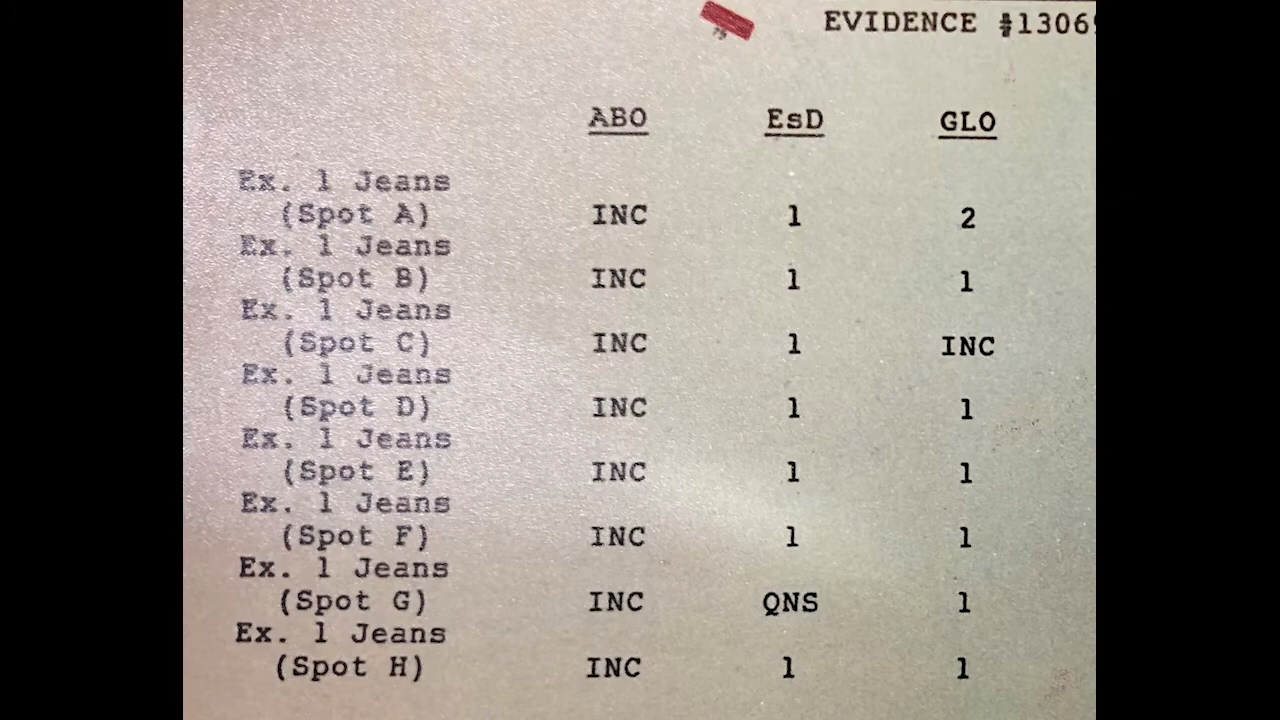 EVIDENCE #1306
ABO EsD GLO
Ex. 1 Jeans
(Spot A) INC 1 2
Ex. 1 Jeans
(Spot B) INC 1 1
Ex. 1 Jeans
(Spot C) INC 1 INC
Ex. 1 Jeans
(Spot D) INC 1 1
Ex. 1 Jeans
(Spot E) INC 1 1
Ex. 1 Jeans
(Spot F) INC 1 1
Ex. 1 Jeans
(Spot G) INC QNS 1
Ex. 1 Jeans
(Spot H) INC 1 1